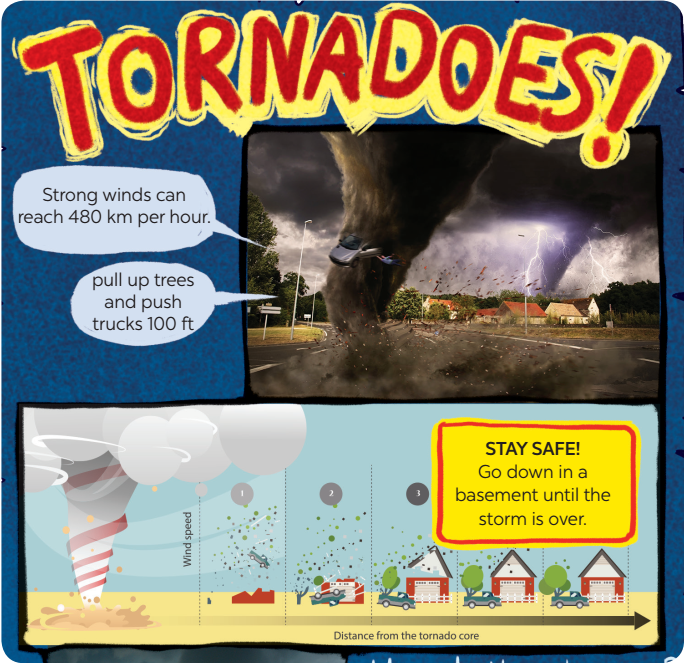 TORNADOES!
Strong winds can
reach 480 km per hour.
pull up trees
and push
trucks 100 ft
STAY SAFE!
Go down in a
basement until the
storm is over.
1
2
3
Wind speed
Distance from the tornado core